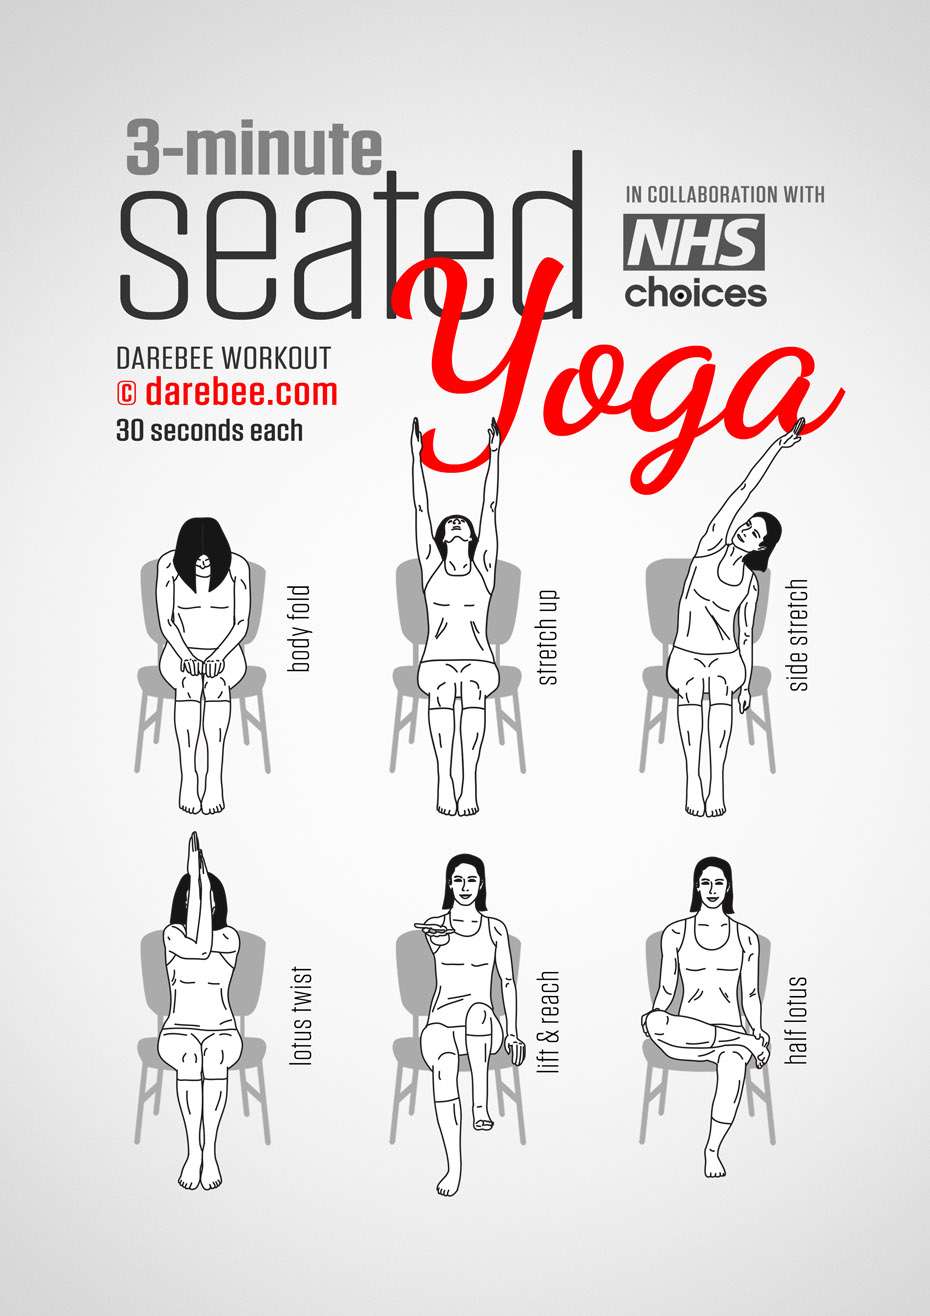 3-minute
seated
Yoga
IN COLLABORATION WITH
NHS
choices
DAREBEE WORKOUT
© darebee.com
30 seconds each
body fold
stretch up
side stretch
lotus twist
lift & reach
half lotus